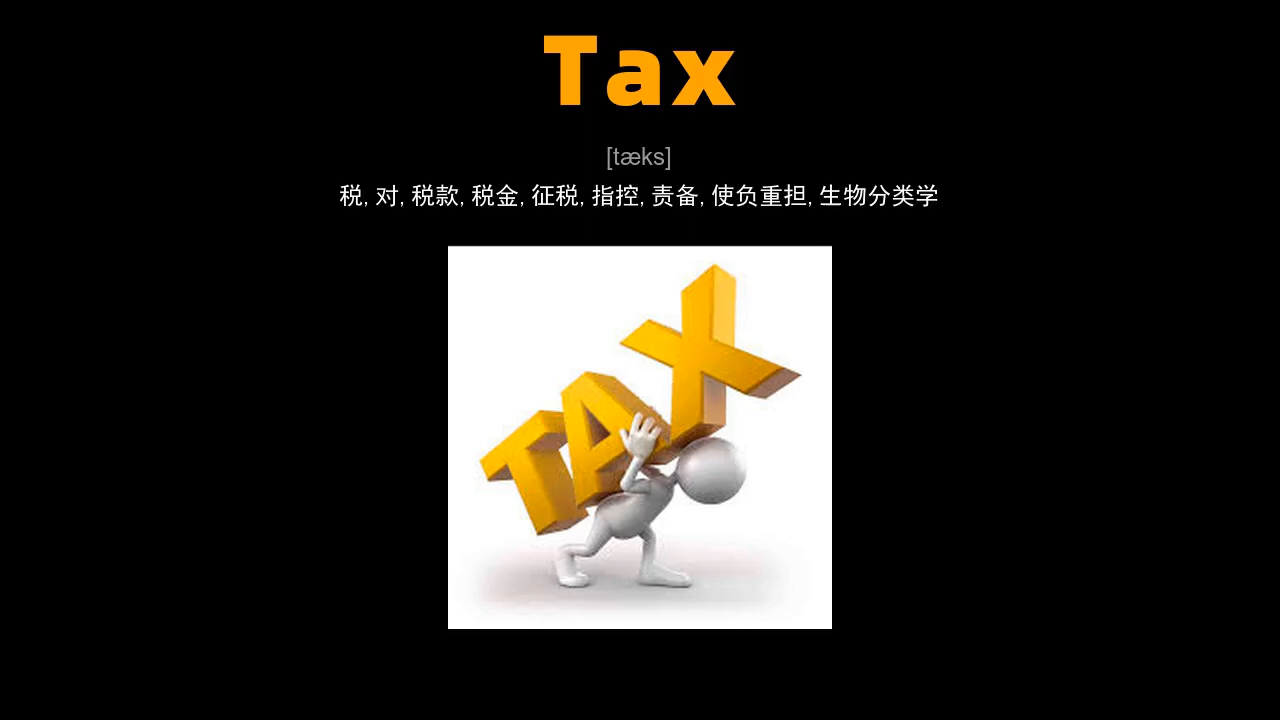 Tax
[tæks]
税, 对, 税款, 税金, 征税, 指控, 责备, 使负重担, 生物分类学
TAX